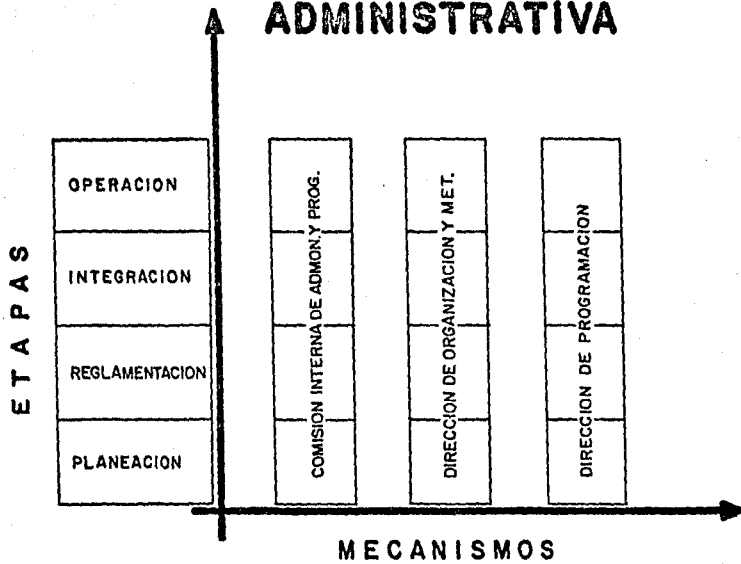 ADMINISTRATIVA
ETAPAS
OPERACION
INTEGRACION
REGLAMENTACION
PLANEACION
COMISION INTERNA DE ADMON. Y PROG.
DIRECCION DE ORGANIZACION Y MET.
DIRECCION DE PROGRAMACION
MECANISMOS